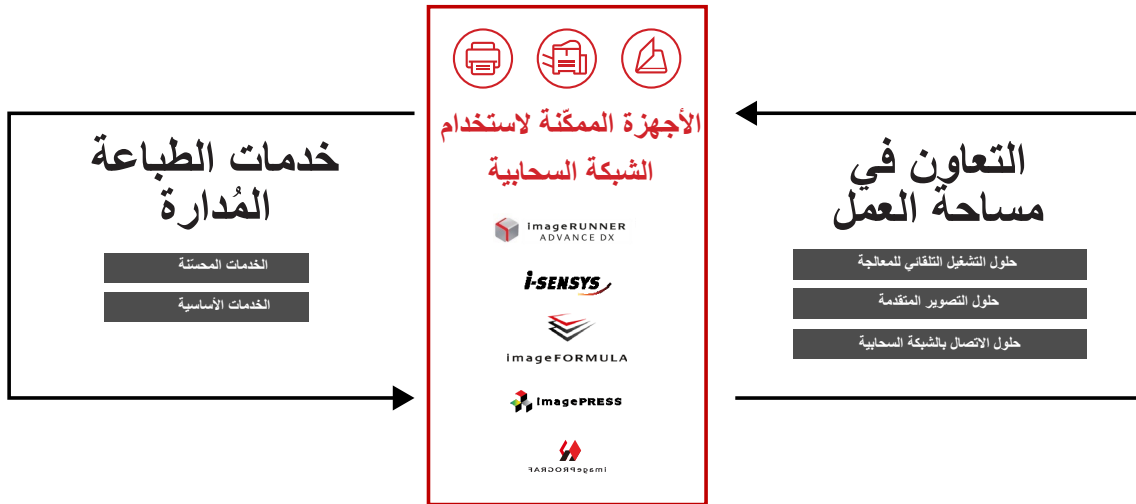 التعاون في
مساحة العمل
حلول التشغيل التلقائي للمعالجة
حلول التصوير المتقدمة
حلول الاتصال بالشبكة السحابية
الأجهزة الممكّنة لاستخدام
الشبكة السحابية
imageRUNNER
ADVANCE DX
i-SENSYS
imageFORMULA
imagePRESS
imagePROGRAF
خدمات الطباعة
المُدارة
الخدمات المحسّنة
الخدمات الأساسية